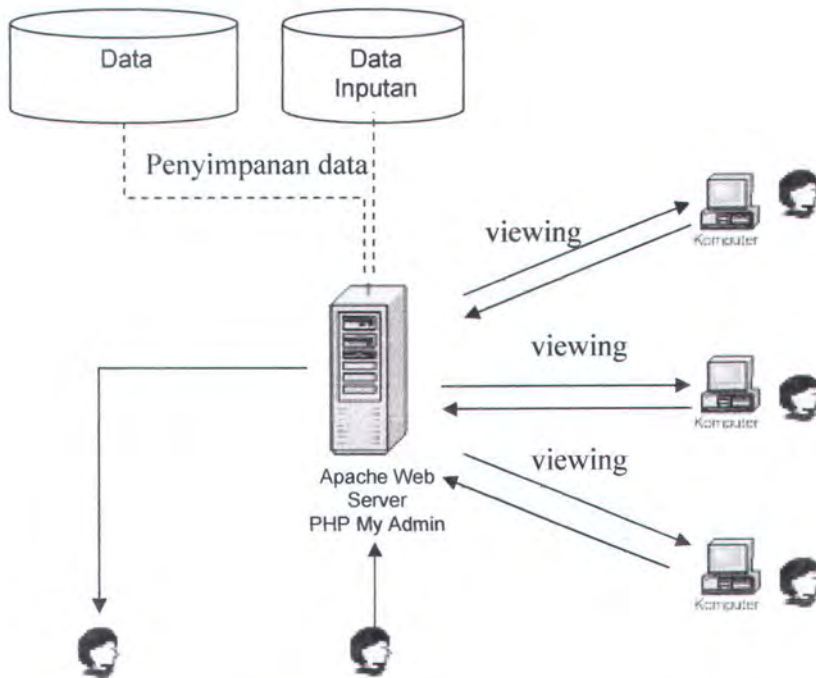 Data
Data
Inputan
Penyimpanan data
viewing
Komputer
viewing
Komputer
viewing
Apache Web
Server
PHP My Admin
Komputer